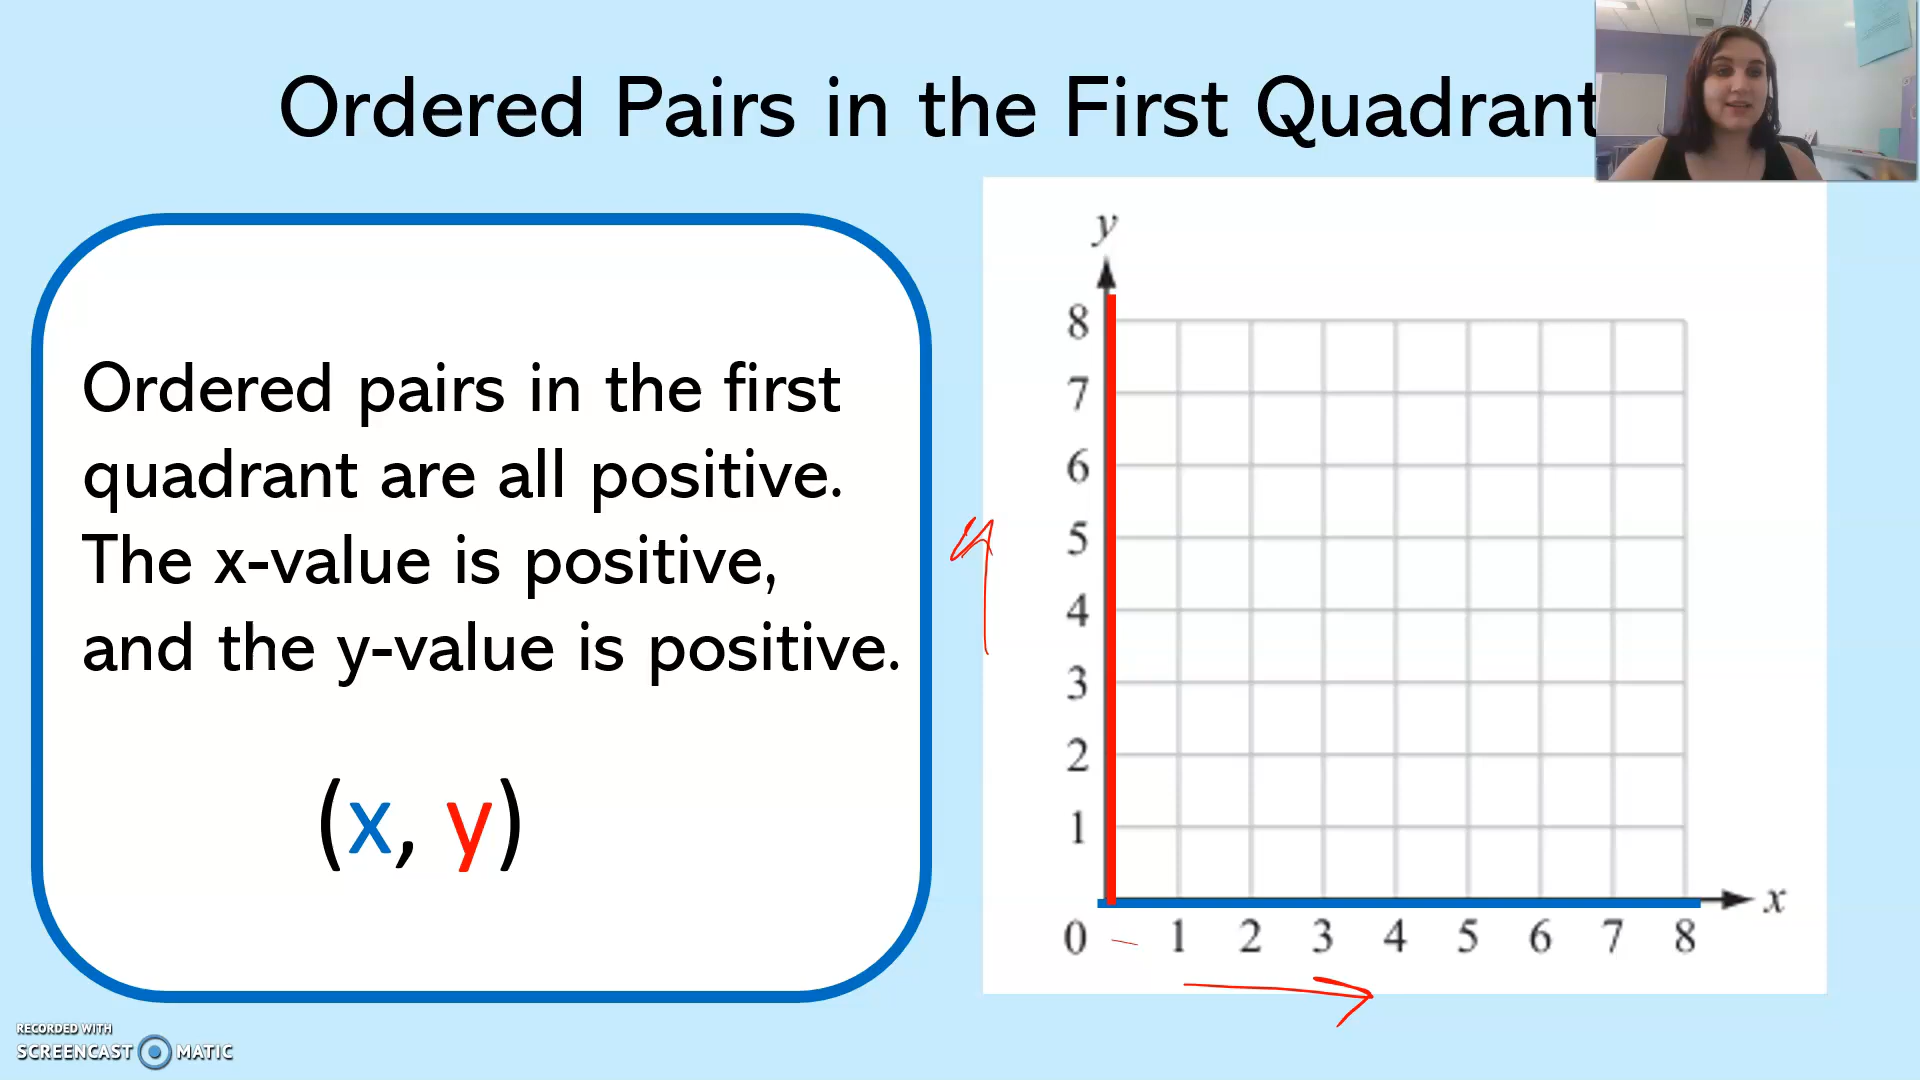 Ordered Pairs in the First Quadrant
Ordered pairs in the first
quadrant are all positive.
The x-value is positive,
and the y-value is positive.
(x, y)
y
8
7
6
5
4
3
2
1
0 1 2 3 4 5 6 7 8
x
RECORDED WITH
SCREENCAST MATIC